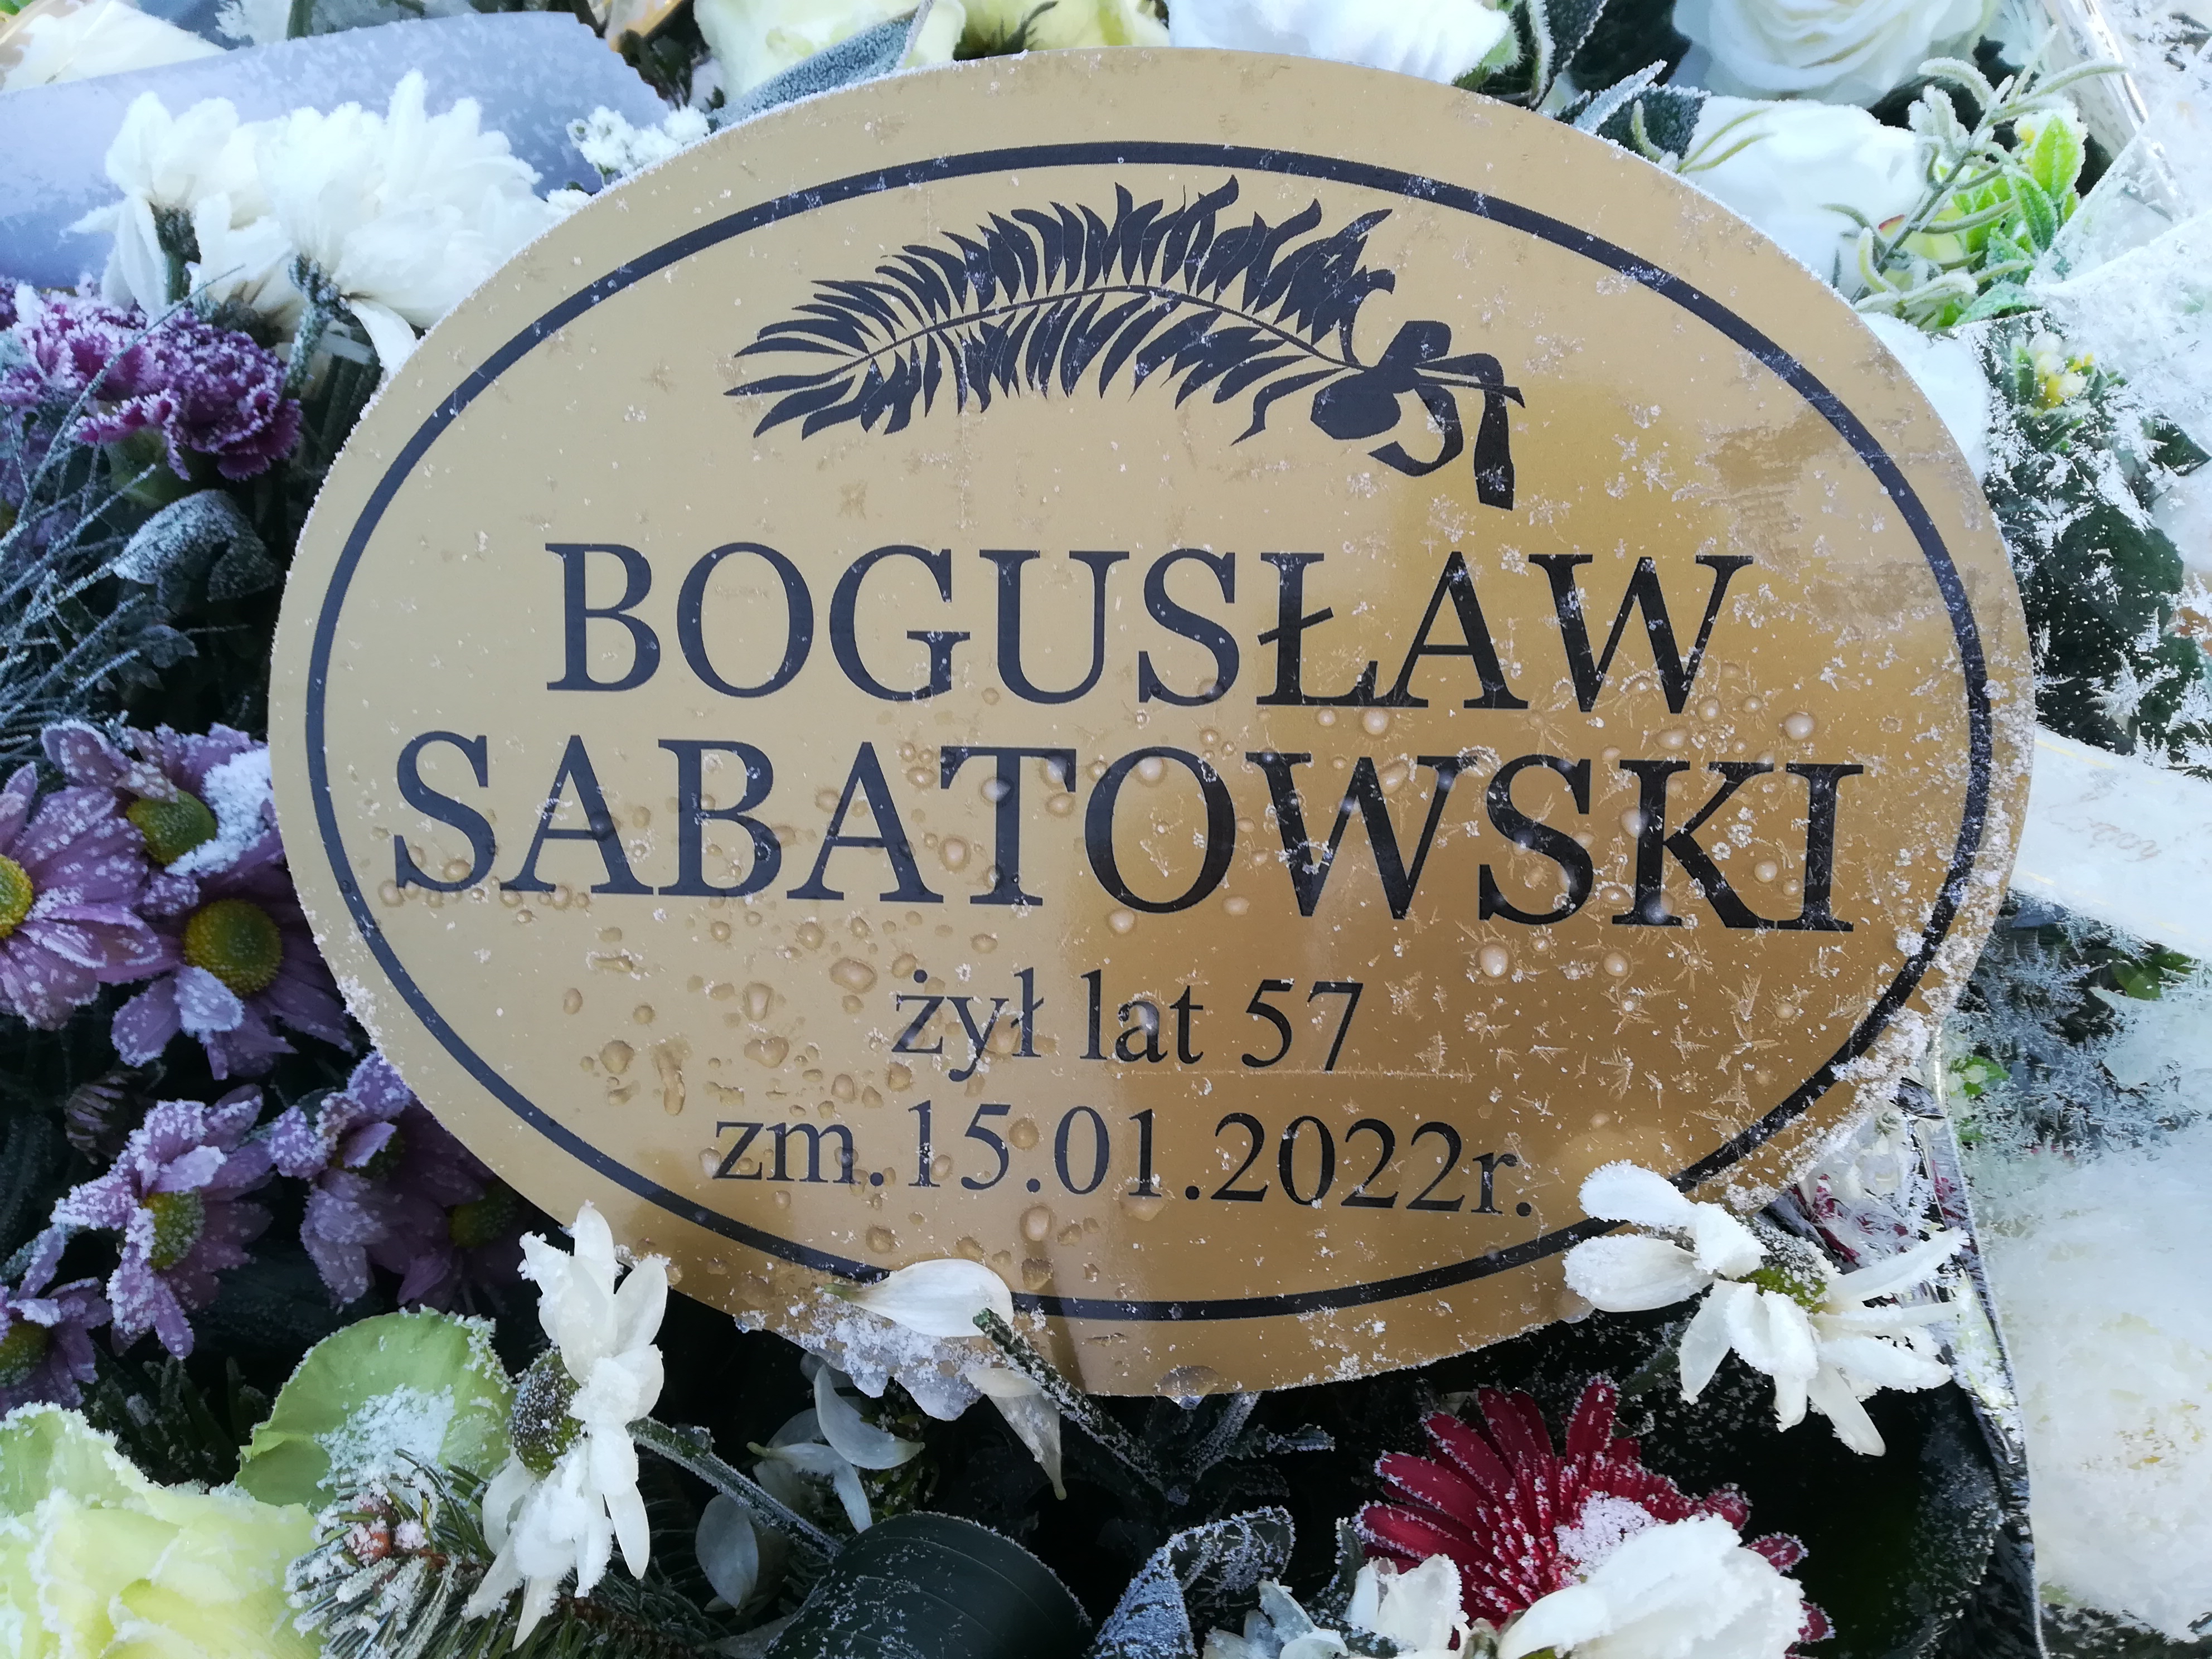 BOGUSŁAW
SABATOWSKI
żył lat 57
zm.15.01.2022r.